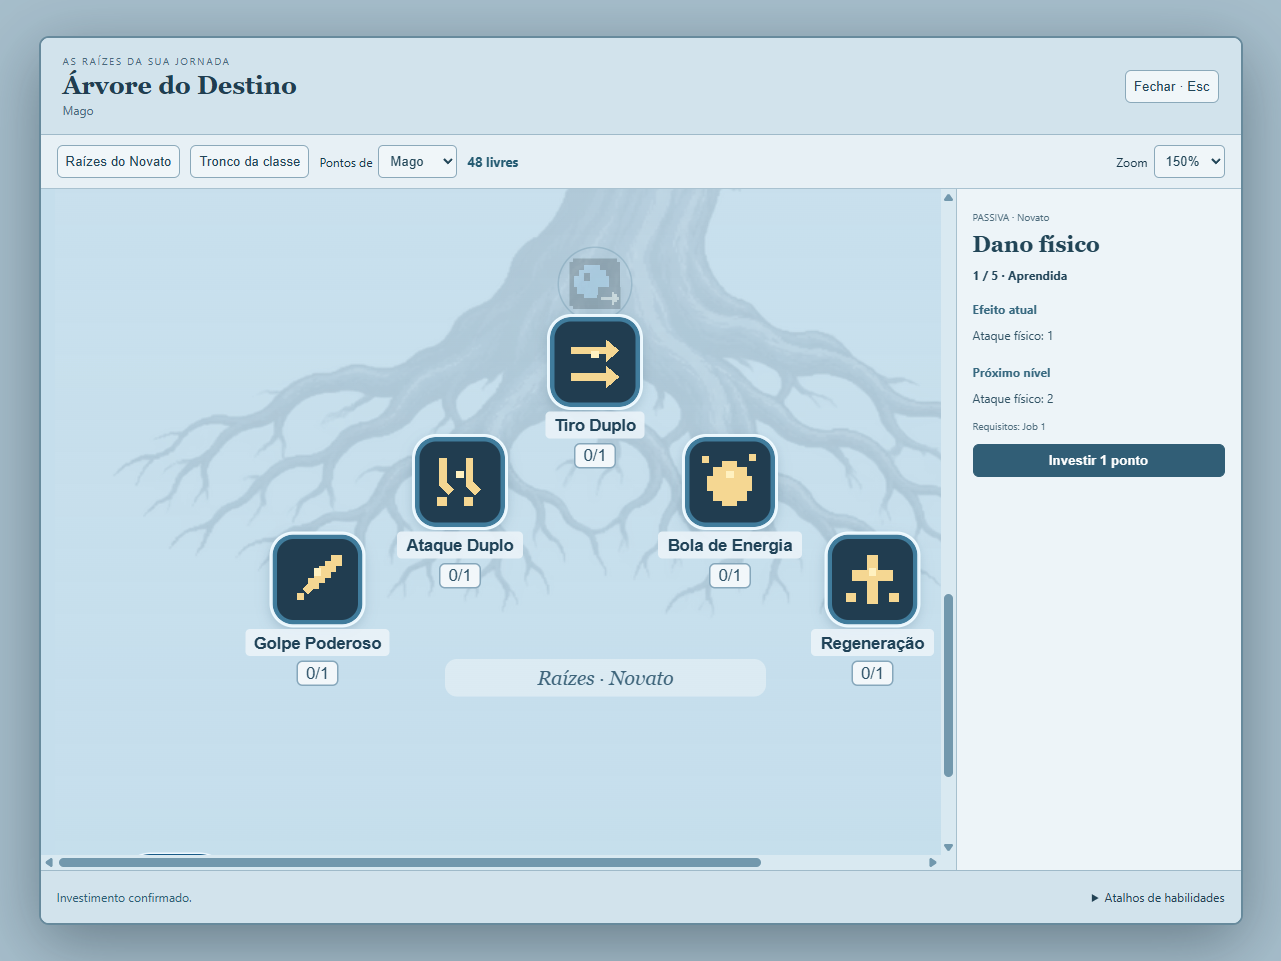 AS RAÍZES DA SUA JORNADA
Árvore do Destino
Mago
Fechar · Esc
Raízes do Novato
Tronco da classe
Pontos de
Mago
48 livres
Zoom
150%
Tiro Duplo
0/1
Ataque Duplo
0/1
Bola de Energia
0/1
Golpe Poderoso
0/1
Regeneração
0/1
Raízes · Novato
PASSIVA · Novato
Dano físico
1 / 5 · Aprendida
Efeito atual
Ataque físico: 1
Próximo nível
Ataque físico: 2
Requisitos: Job 1
Investir 1 ponto
Investimento confirmado.
Atalhos de habilidades